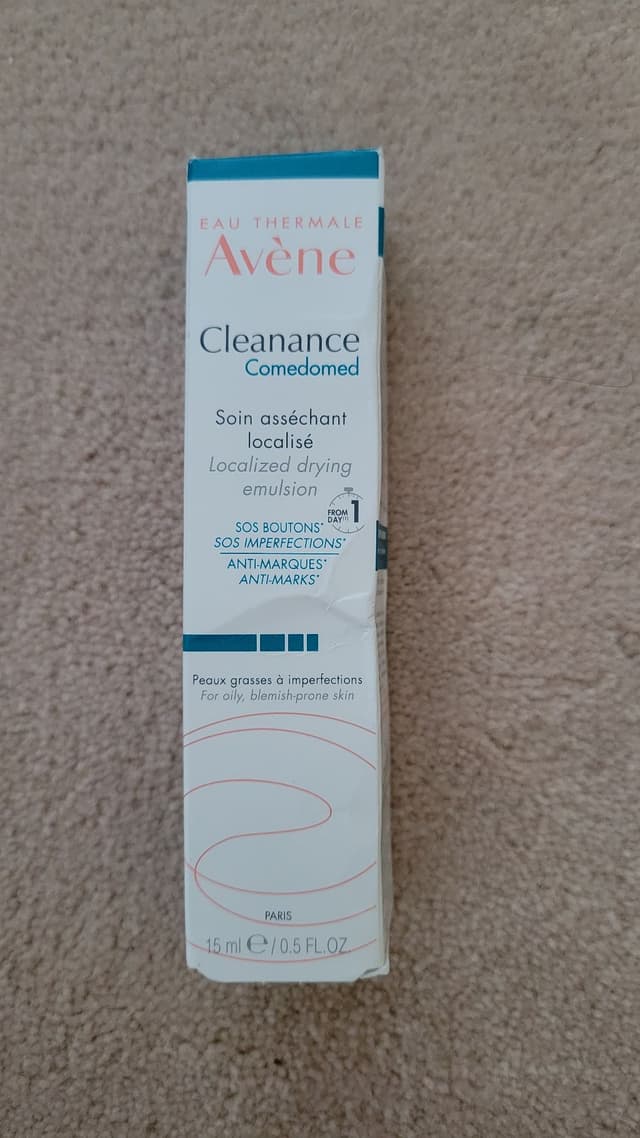 EAU THERMALE
Avène
Cleanance
Comedomed
Soin asséchant
localisé
Localized drying
emulsion
FROM
DAY(1) 1
SOS BOUTONS*
SOS IMPERFECTIONS*
ANTI-MARQUES*
ANTI-MARKS*
Peaux grasses à imperfections
For oily, blemish-prone skin
PARIS
15 ml ℮ / 0.5 FL.OZ.